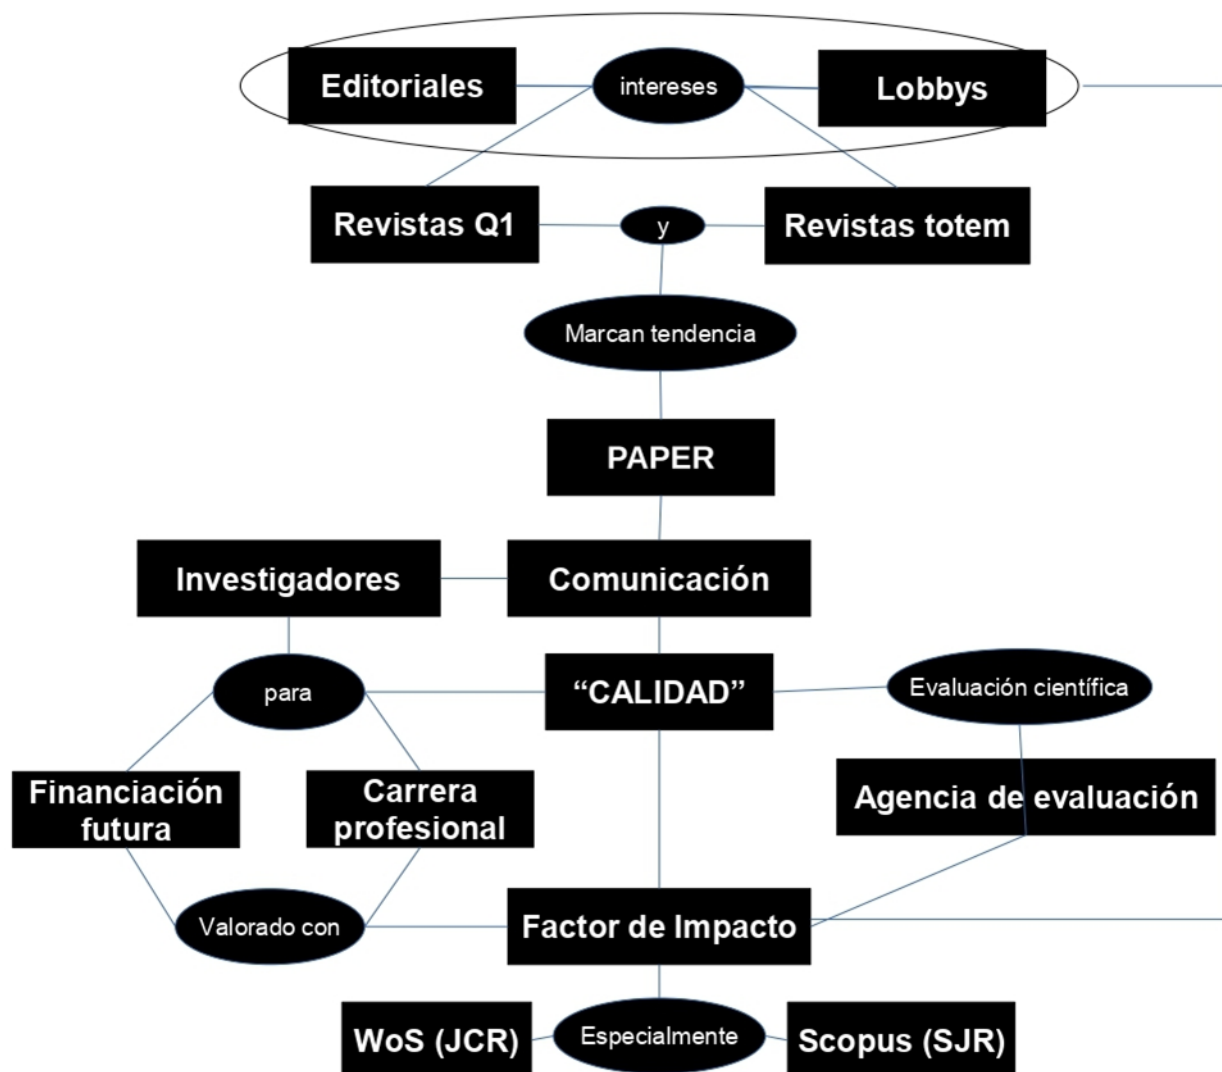 Editoriales
intereses
Lobbys
Revistas Q1
y
Revistas totem
Marcan tendencia
PAPER
Investigadores
Comunicación
para
“CALIDAD”
Evaluación científica
Financiación
futura
Carrera
profesional
Agencia de evaluación
Valorado con
Factor de Impacto
WoS (JCR)
Especialmente
Scopus (SJR)